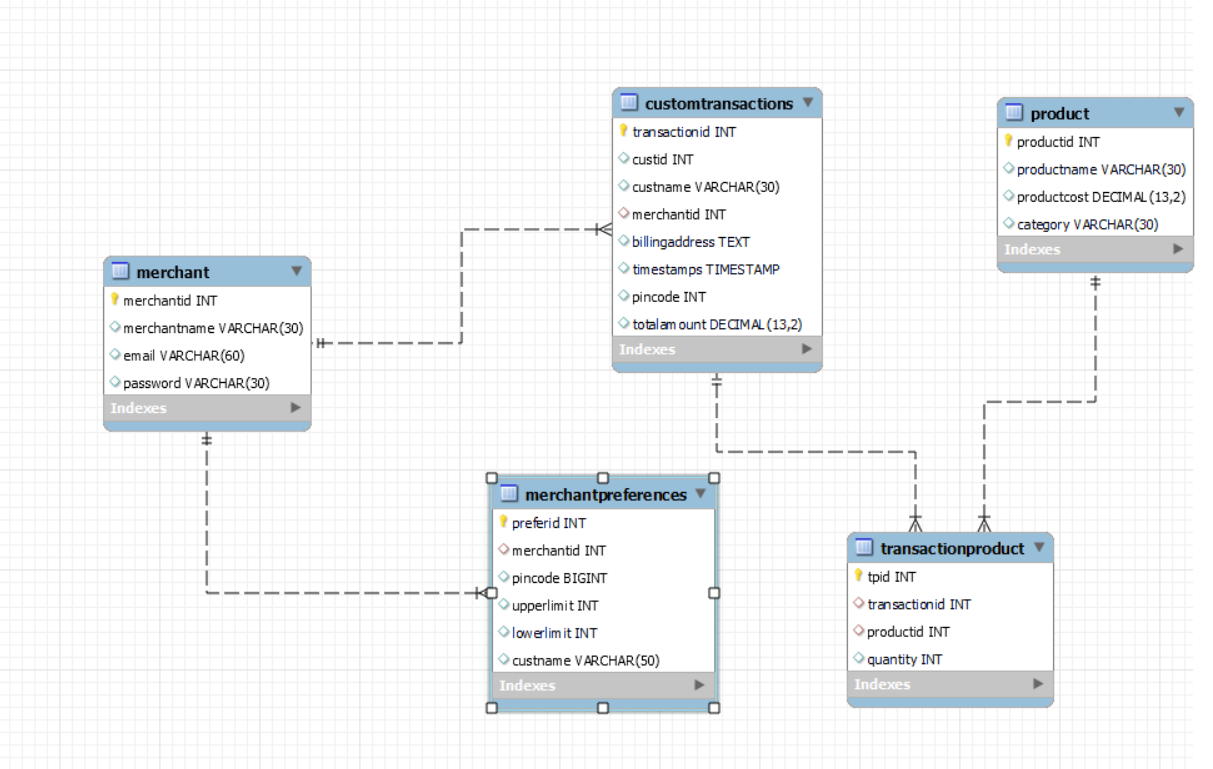 customtransactions
transactionid INT
custid INT
custname VARCHAR(30)
merchantid INT
billingaddress TEXT
timestamps TIMESTAMP
pincode INT
totalamount DECIMAL(13,2)
Indexes
product
productid INT
productname VARCHAR(30)
productcost DECIMAL(13,2)
category VARCHAR(30)
Indexes
merchant
merchantid INT
merchantname VARCHAR(30)
email VARCHAR(60)
password VARCHAR(30)
Indexes
merchantpreferences
preferid INT
merchantid INT
pincode BIGINT
upperlimit INT
lowerlimit INT
custname VARCHAR(50)
Indexes
transactionproduct
tpid INT
transactionid INT
productid INT
quantity INT
Indexes